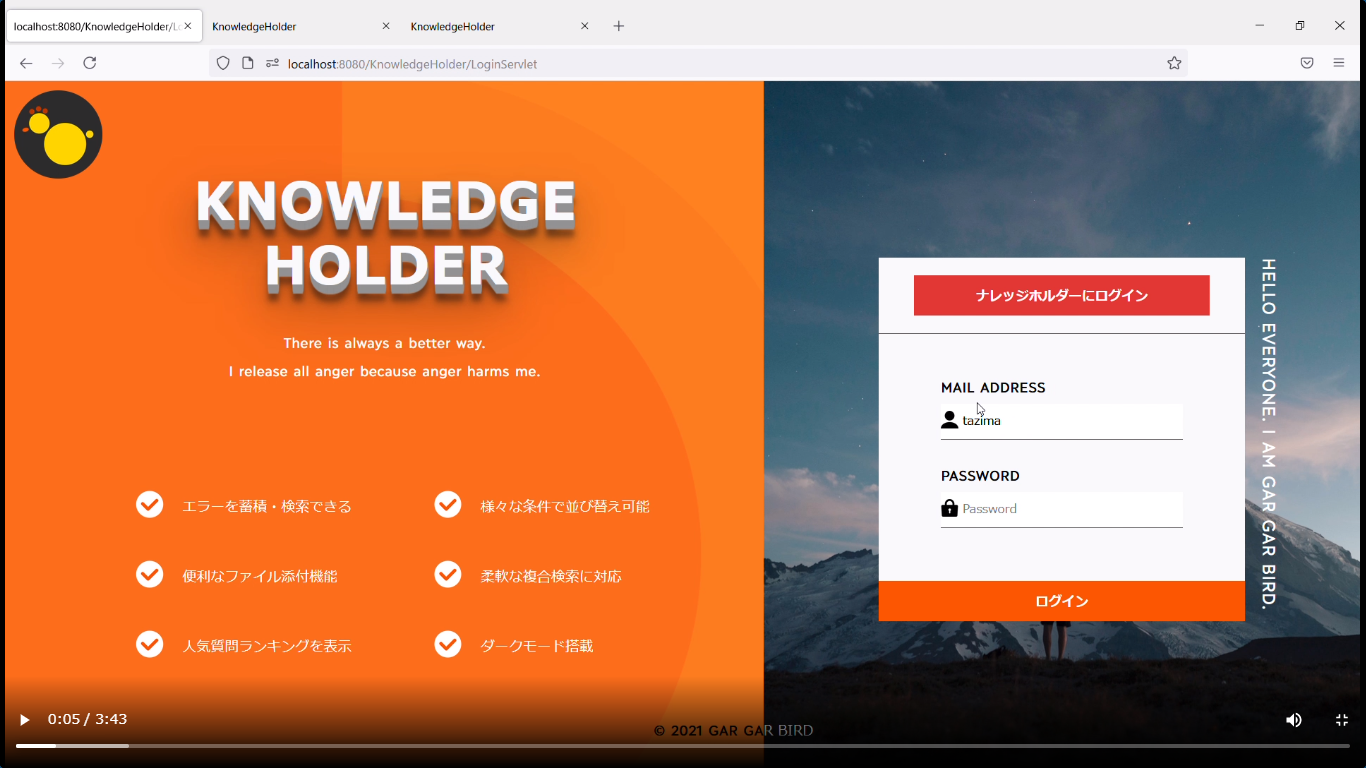 localhost:8080/KnowledgeHolder/Lo
KnowledgeHolder
KnowledgeHolder
localhost:8080/KnowledgeHolder/LoginServlet
KNOWLEDGE
HOLDER
There is always a better way.
I release all anger because anger harms me.
エラーを蓄積・検索できる
様々な条件で並び替え可能
便利なファイル添付機能
柔軟な複合検索に対応
人気質問ランキングを表示
ダークモード搭載
ナレッジホルダーにログイン
MAIL ADDRESS
tazima
PASSWORD
Password
ログイン
HELLO EVERYONE. I AM GAR GAR BIRD.
0:05 / 3:43
© 2021 GAR GAR BIRD